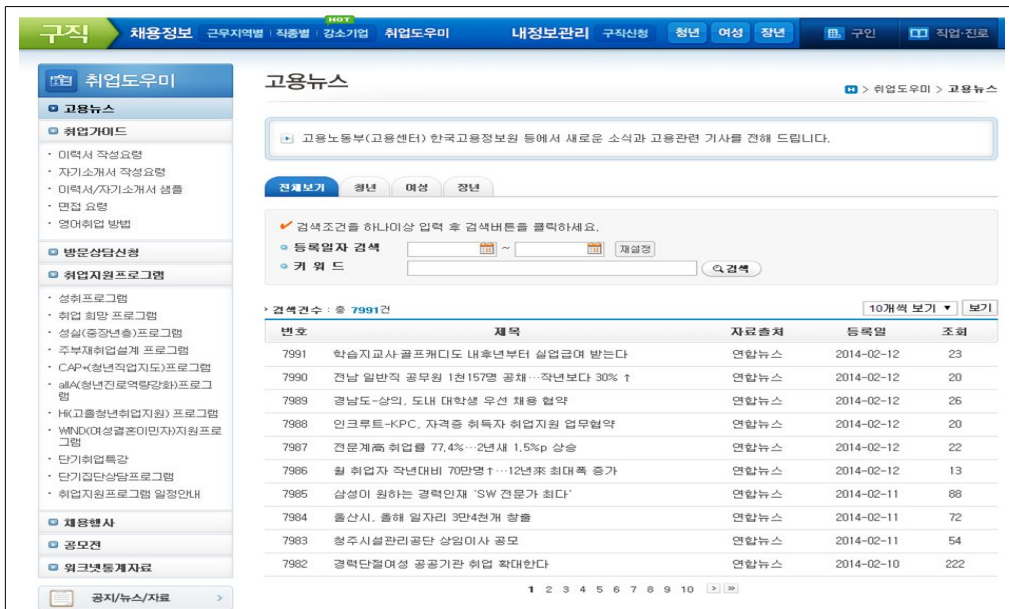 구직 채용정보 근무지역별 직종별 강소기업 취업도우미 내정보관리 구직신청 청년 여성 장년 구인 직업·진로
HOT
취업도우미
고용뉴스
취업가이드
이력서 작성요령
자기소개서 작성요령
이력서/자기소개서 샘플
면접 요령
영어취업 방법
방문상담신청
취업지원프로그램
성취프로그램
취업 희망 프로그램
성실(중장년층)프로그램
주부재취업설계 프로그램
CAP+(청년직업지도)프로그램
allA(청년진로역량강화)프로그
램
Hi(고졸청년취업지원) 프로그램
WIND(여성결혼이민자)지원프로
그램
단기취업특강
단기집단상담프로그램
취업지원프로그램 일정안내
채용행사
공모전
워크넷통계자료
공지/뉴스/자료 >
고용뉴스
H > 취업도우미 > 고용뉴스
고용노동부(고용센터) 한국고용정보원 등에서 새로운 소식과 고용관련 기사를 전해 드립니다.
전체보기 청년 여성 장년
검색조건을 하나이상 입력 후 검색버튼을 클릭하세요.
등록일자 검색 ~ 재설정
키 워 드 검색
검색건수 : 총 7991건 10개씩 보기 ▼ 보기
번호 제목 자료출처 등록일 조회
7991 학습지교사·골프캐디도 내후년부터 실업급여 받는다 연합뉴스 2014-02-12 23
7990 전남 일반직 공무원 1천157명 공채…작년보다 30% ↑ 연합뉴스 2014-02-12 20
7989 경남도-상의, 도내 대학생 우선 채용 협약 연합뉴스 2014-02-12 26
7988 인크루트-KPC, 자격증 취득자 취업지원 업무협약 연합뉴스 2014-02-12 20
7987 전문계高 취업률 77.4%…2년새 1.5%p 상승 연합뉴스 2014-02-12 22
7986 월 취업자 작년대비 70만명↑…12년來 최대폭 증가 연합뉴스 2014-02-12 13
7985 삼성이 원하는 경력인재 'SW 전문가 최다' 연합뉴스 2014-02-11 88
7984 울산시, 올해 일자리 3만4천개 창출 연합뉴스 2014-02-11 72
7983 청주시설관리공단 상임이사 공모 연합뉴스 2014-02-11 54
7982 경력단절여성 공공기관 취업 확대한다 연합뉴스 2014-02-10 222
1 2 3 4 5 6 7 8 9 10 > »